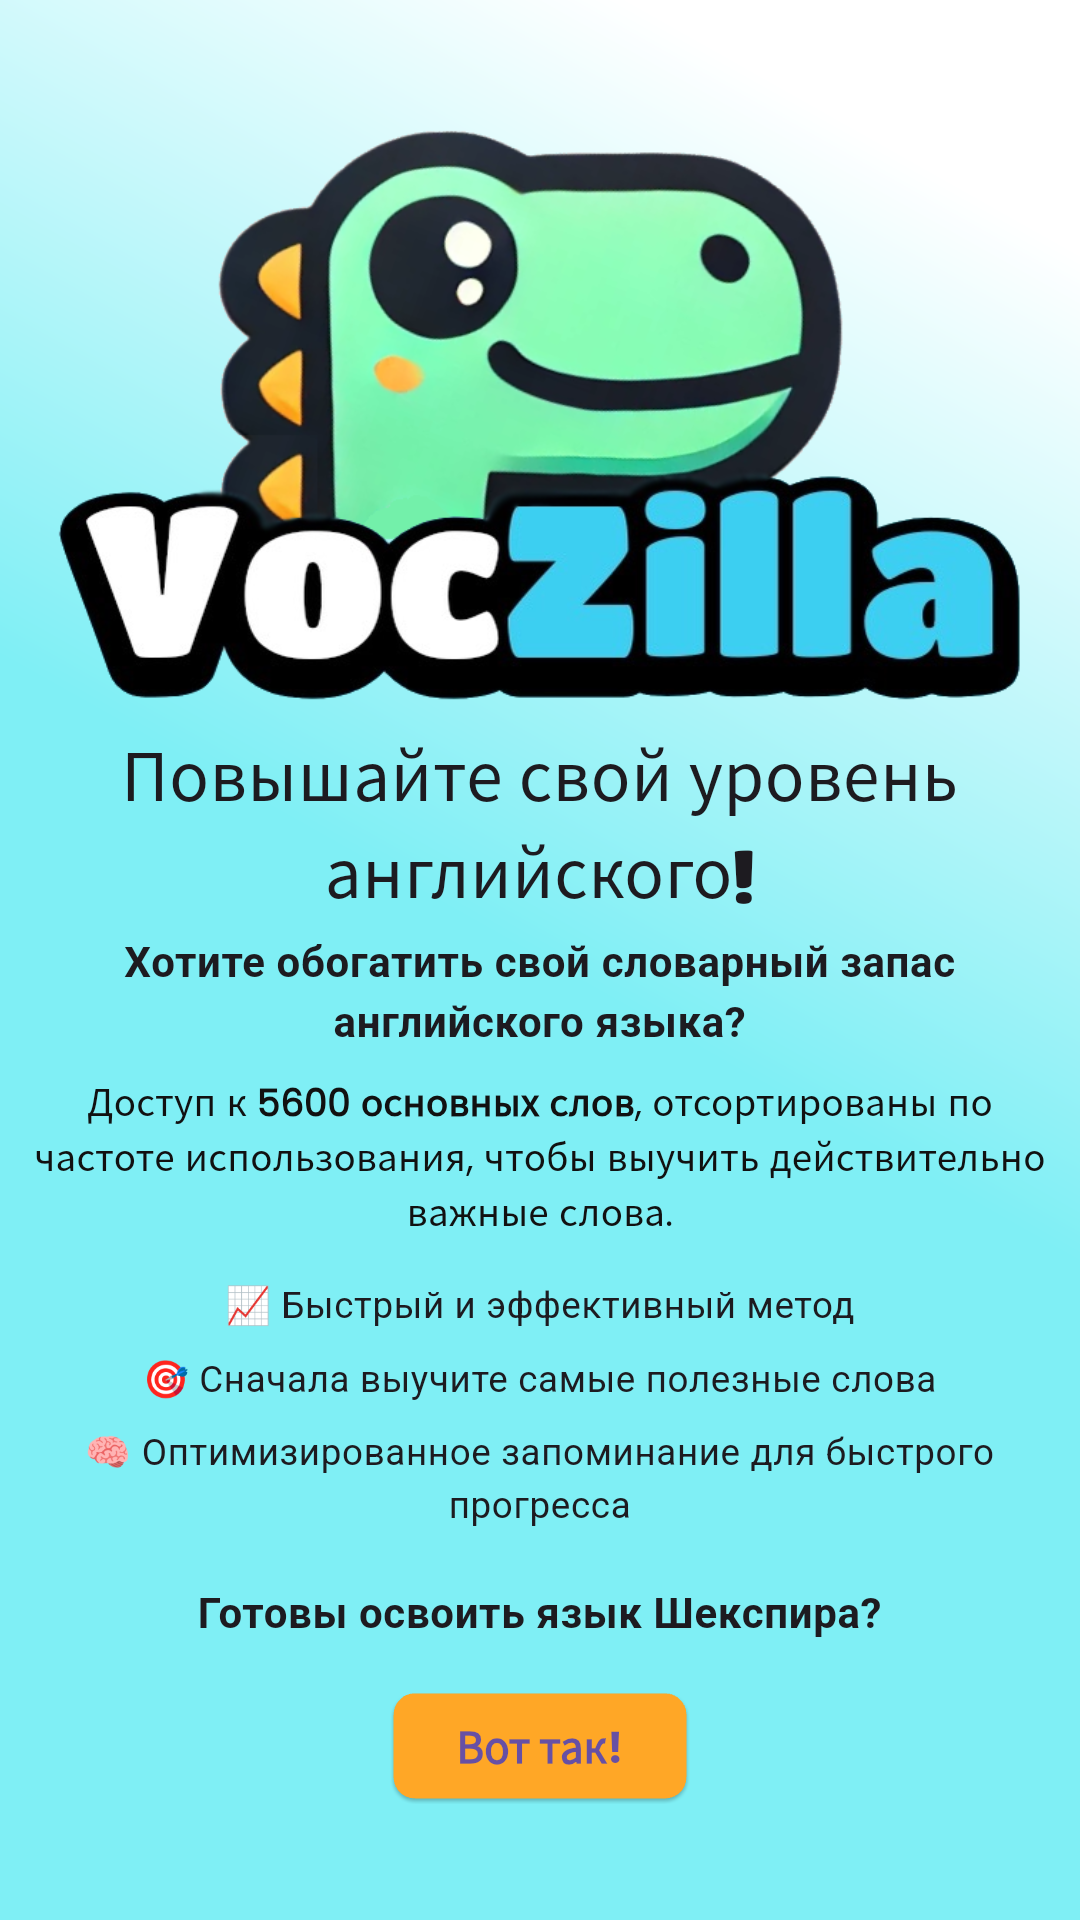 VocZilla
Повышайте свой уровень
английского!
Хотите обогатить свой словарный запас
английского языка?
Доступ к 5600 основных слов, отсортированы по
частоте использования, чтобы выучить действительно
важные слова.
📈 Быстрый и эффективный метод
🎯 Сначала выучите самые полезные слова
🧠 Оптимизированное запоминание для быстрого
прогресса
Готовы освоить язык Шекспира?
Вот так!